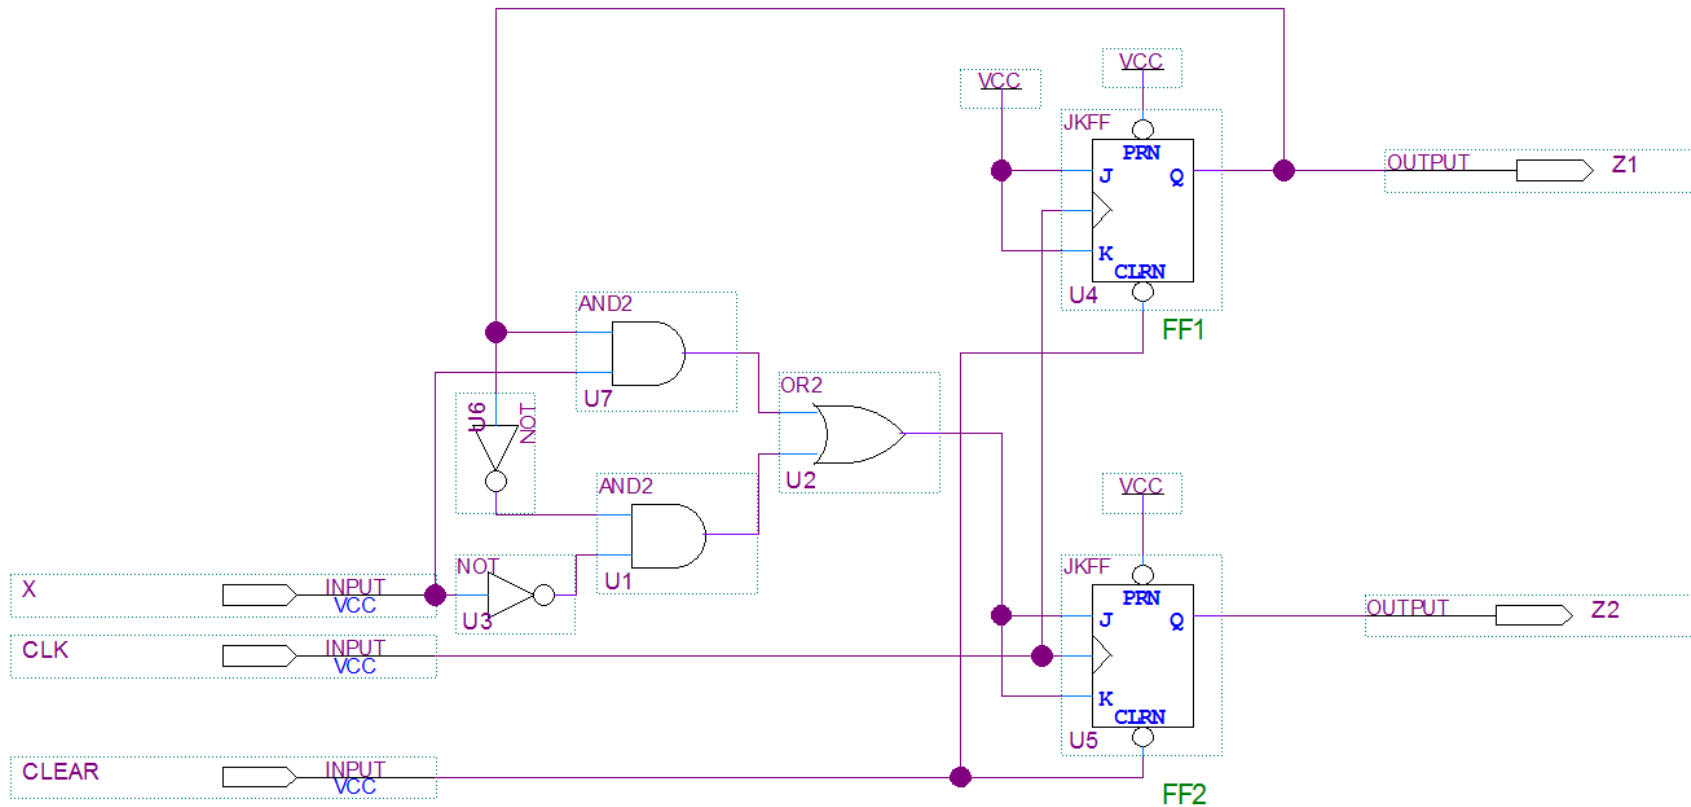 VCC
VCC
JKFF
PRN
J
Q
K
CLRN
U4
FF1
OUTPUT
Z1
AND2
U7
OR2
U2
U6
NOT
AND2
U1
NOT
U3
X
INPUT
VCC
CLK
INPUT
VCC
CLEAR
INPUT
VCC
VCC
JKFF
PRN
J
Q
K
CLRN
U5
FF2
OUTPUT
Z2